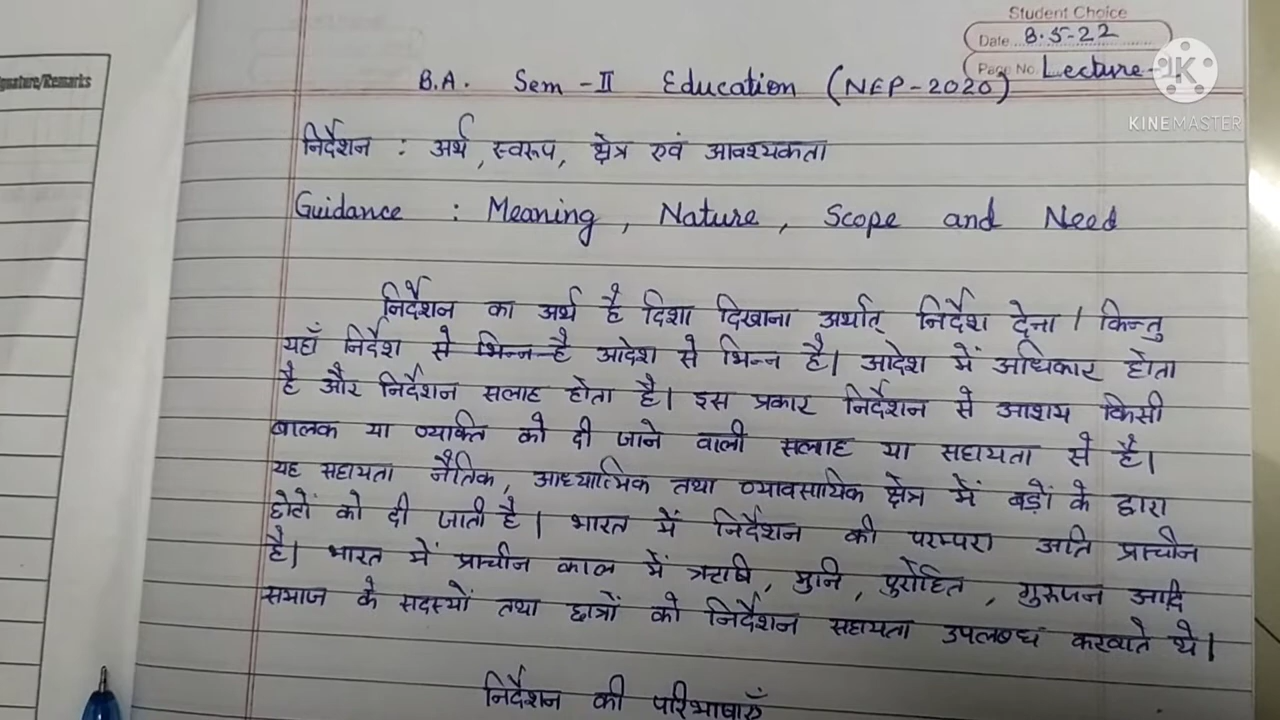 Student Choice
Date 8.5-22
gnature/Remarks
Page No. Lecture-1
B.A. Sem -II Education (NEP-2020)
KINEMASTER
निर्देशन : अर्थ, स्वरूप, क्षेत्र एवं आवश्यकता
Guidance : Meaning, Nature, Scope and Need
निर्देशन का अर्थ है दिशा दिखाना अर्थात् निर्देश देना। किन्तु
यहाँ निर्देश से भिन्न है आदेश से भिन्न है। आदेश में अधिकार होता
है और निर्देशन सलाह होता है। इस प्रकार निर्देशन से आशय किसी
बालक या व्यक्ति को दी जाने वाली सलाह या सहायता से है।
यह सहायता नैतिक, आध्यात्मिक तथा व्यावसायिक क्षेत्र में बड़ों के द्वारा
छोटों को दी जाती है। भारत में निर्देशन की परम्परा अति प्राचीन
है। भारत में प्राचीन काल में ऋषि, मुनि, पुरोहित, गुरुजन आदि
समाज के सदस्यों तथा छात्रों को निर्देशन सहायता उपलब्ध करवाते थे।
निर्देशन की परिभाषाएँ